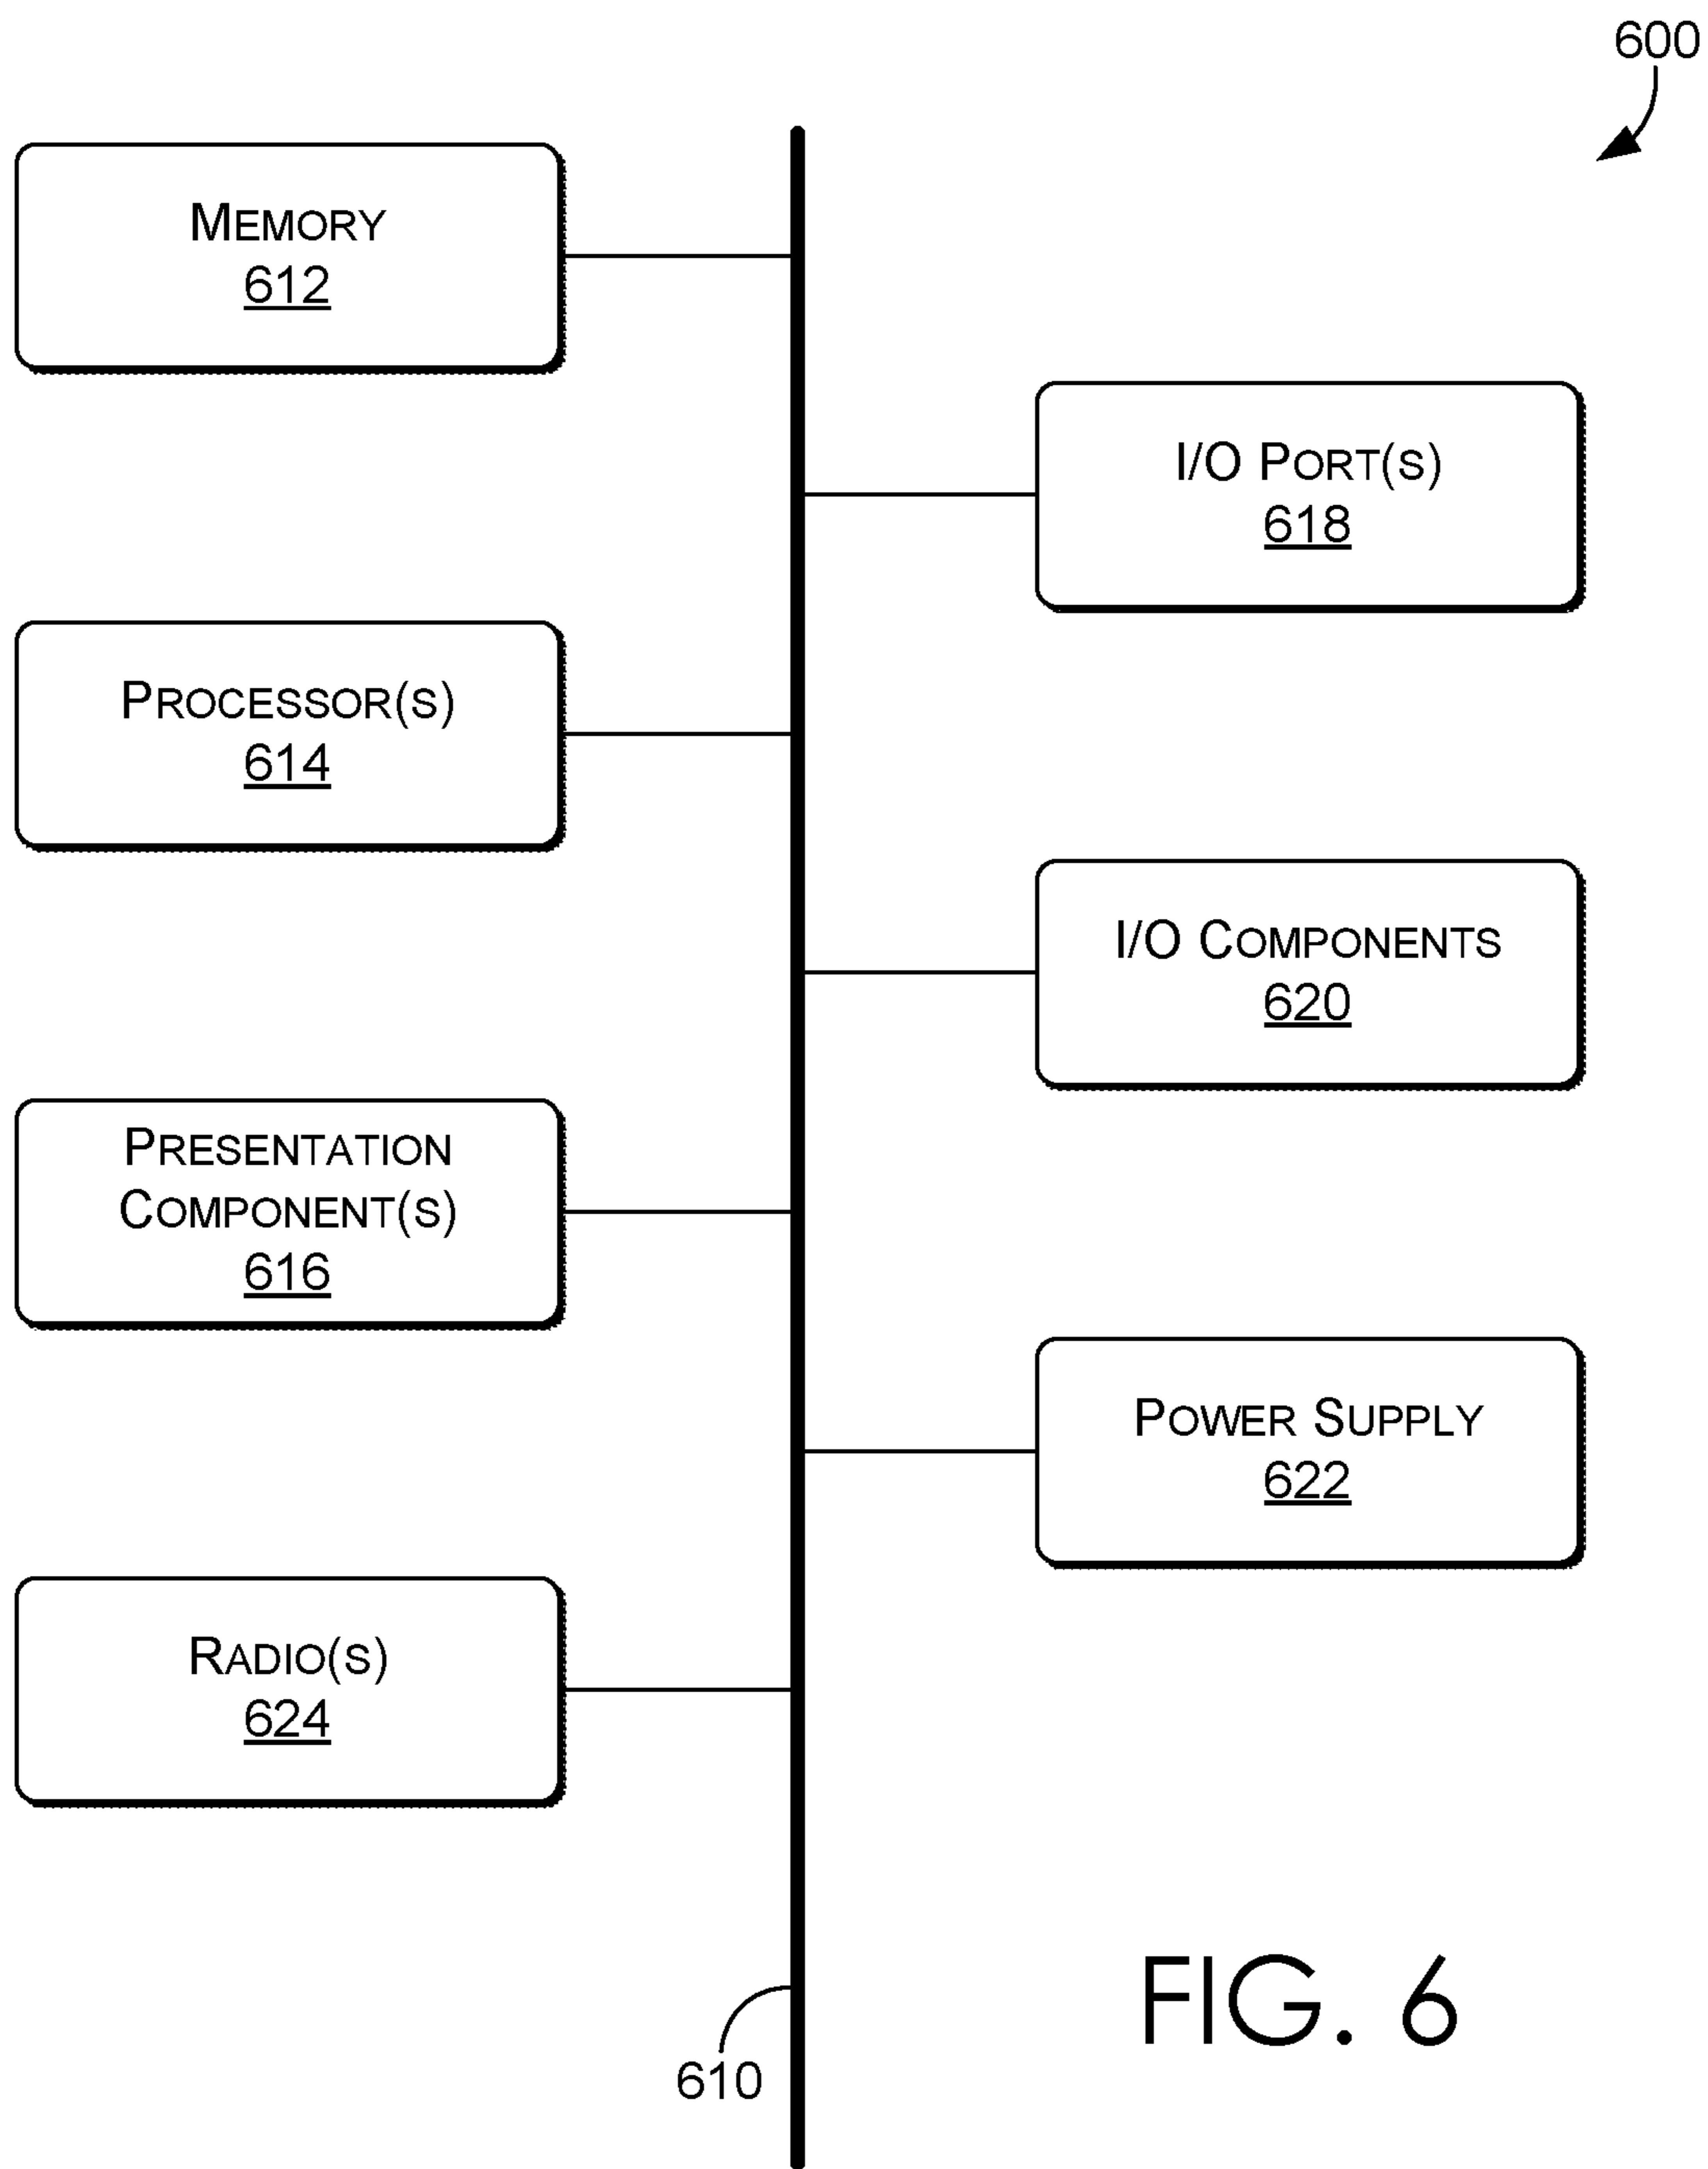 600
MEMORY
612
I/O PORT(S)
618
PROCESSOR(S)
614
I/O COMPONENTS
620
PRESENTATION
COMPONENT(S)
616
POWER SUPPLY
622
RADIO(S)
624
610
FIG. 6